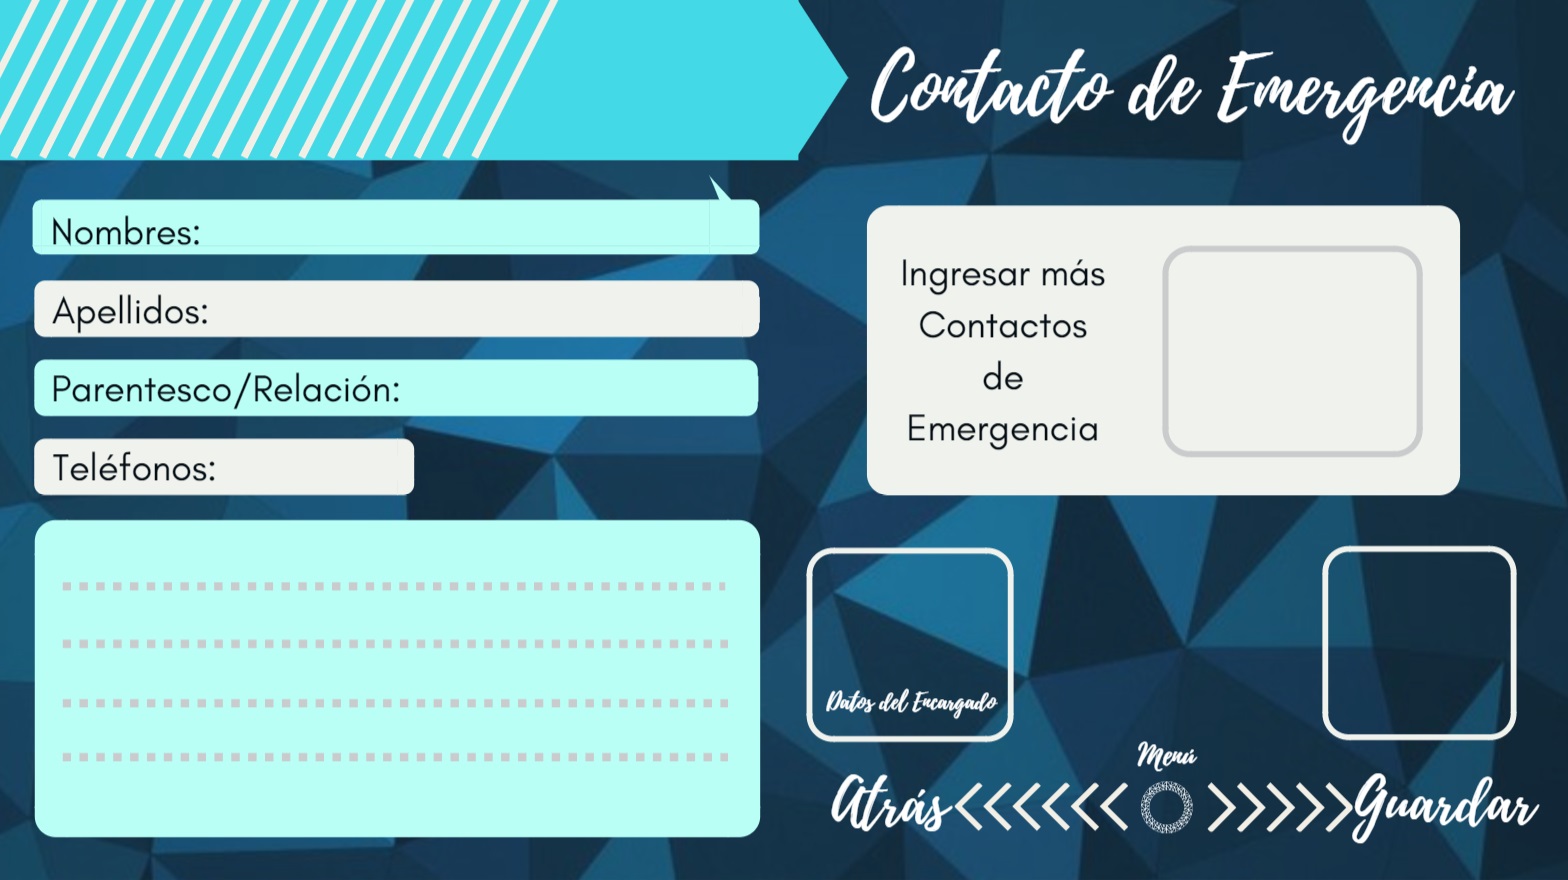 Contacto de Emergencia
Nombres:
Apellidos:
Parentesco/Relación:
Teléfonos:
Ingresar más
Contactos
de
Emergencia
Datos del Encargado
Menú
Atrás
Guardar